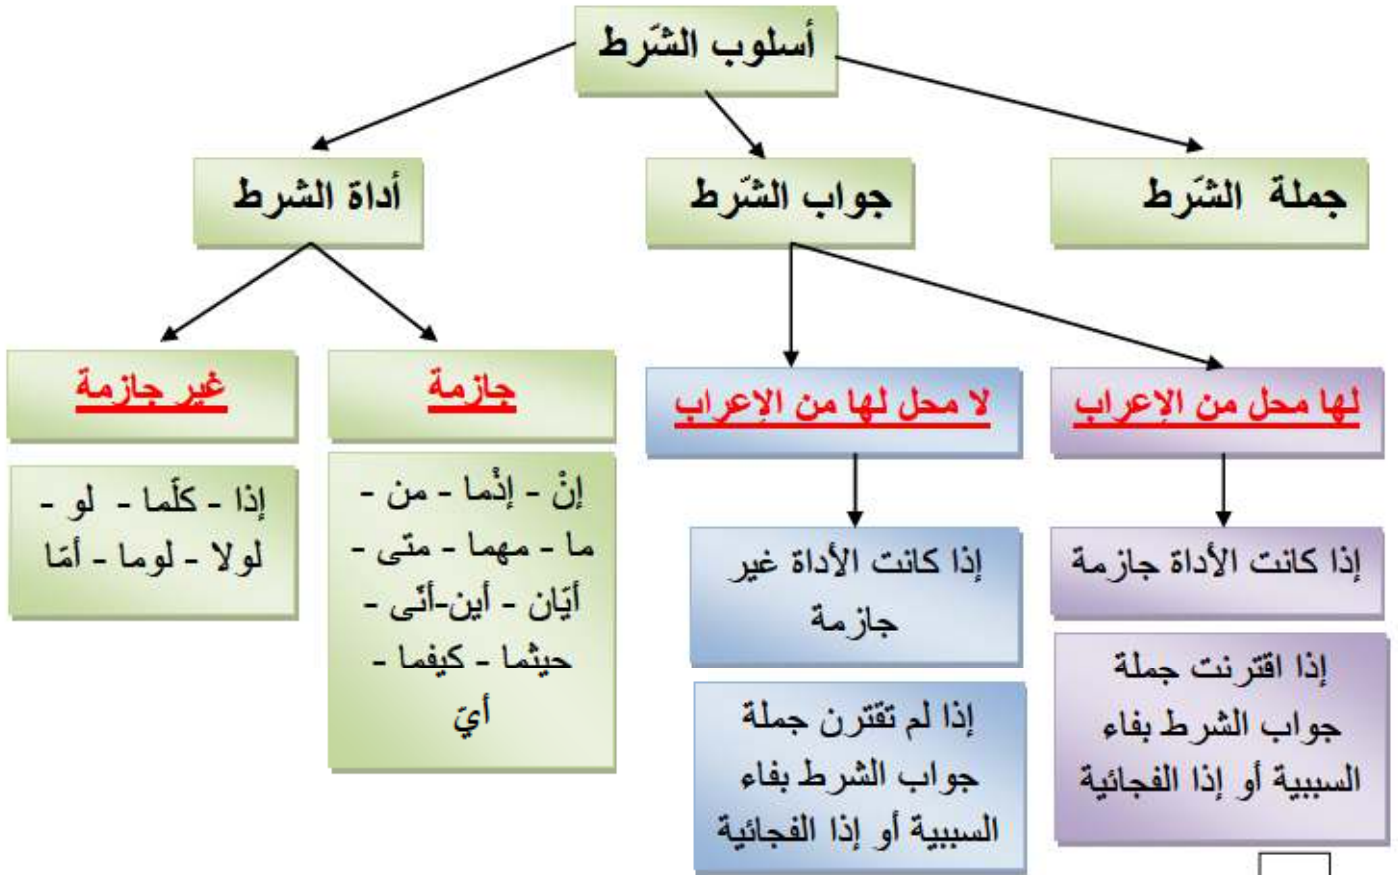 أسلوب الشّرط
جملة الشّرط
جواب الشّرط
أداة الشرط
لها محل من الإعراب
إذا كانت الأداة جازمة
إذا اقترنت جملة
جواب الشرط بفاء
السببية أو إذا الفجائية
لا محل لها من الإعراب
إذا كانت الأداة غير
جازمة
إذا لم تقترن جملة
جواب الشرط بفاء
السببية أو إذا الفجائية
جازمة
إنْ - إذْما - من -
ما - مهما - متى -
أيّان - أين-أنّى -
حيثما - كيفما -
أيّ
غير جازمة
إذا - كلّما - لو -
لولا - لوما - أمّا